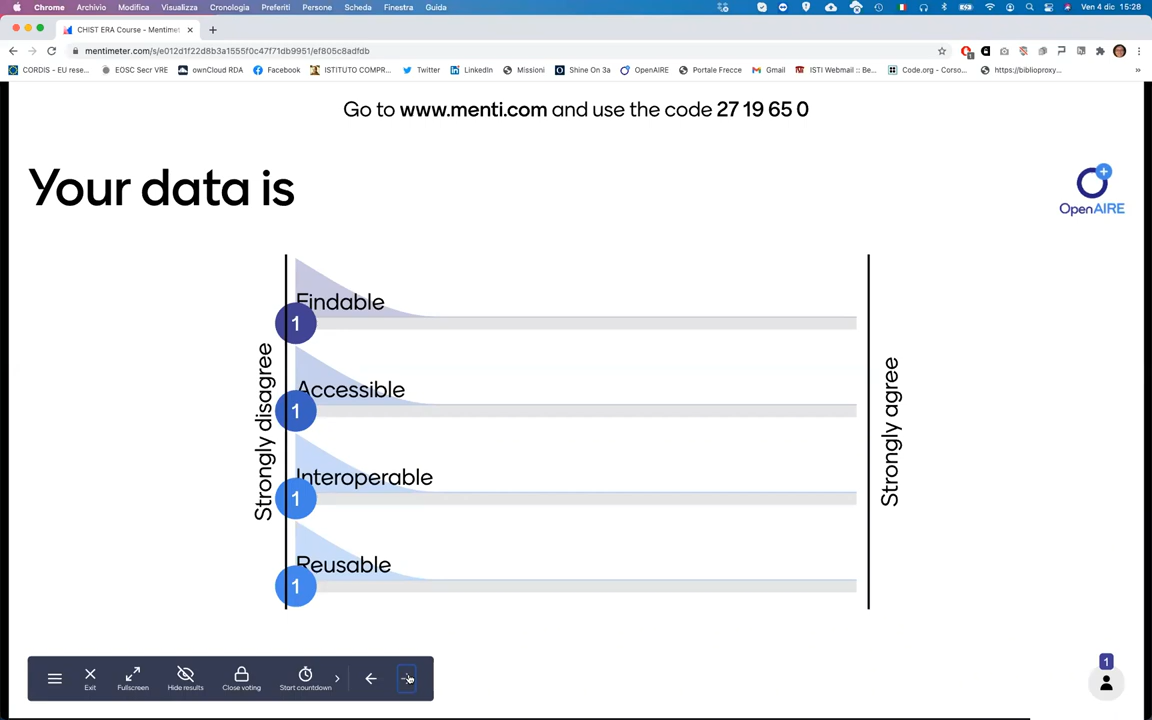 Chrome Archivio Modifica Visualizza Cronologia Preferiti Persone Scheda Finestra Guida Ven 4 dic 15:28
CHIST ERA Course - Mentimet
mentimeter.com/s/e012d1f22d8b3a1555f0c47f71db9951/ef805c8adfdb
CORDIS - EU rese... EOSC Secr VRE ownCloud RDA Facebook ISTITUTO COMPR... Twitter LinkedIn Missioni Shine On 3a OpenAIRE Portale Frecce Gmail ISTI Webmail :: Be... Code.org - Corso... https://biblioproxy...
Go to www.menti.com and use the code 27 19 65 0
Your data is
OpenAIRE
Strongly disagree
Findable
1
Accessible
1
Interoperable
1
Reusable
1
Strongly agree
Exit Fullscreen Hide results Close voting Start countdown
1